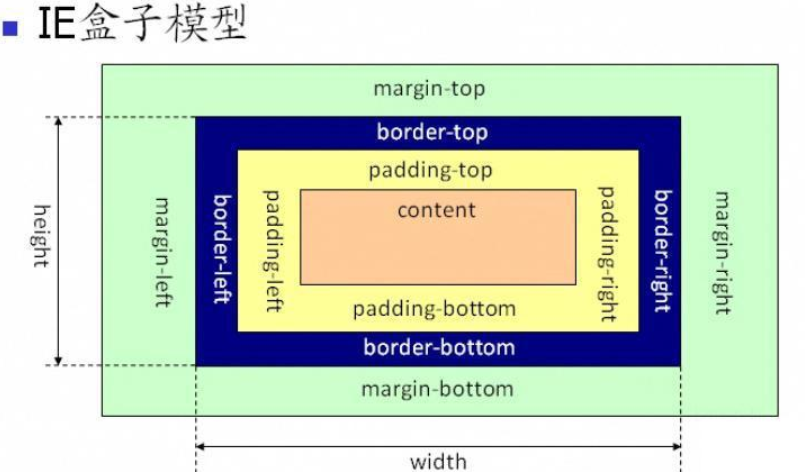 IE盒子模型
margin-top
border-top
padding-top
content
height
margin-left
border-left
padding-left
padding-right
border-right
margin-right
padding-bottom
border-bottom
margin-bottom
width